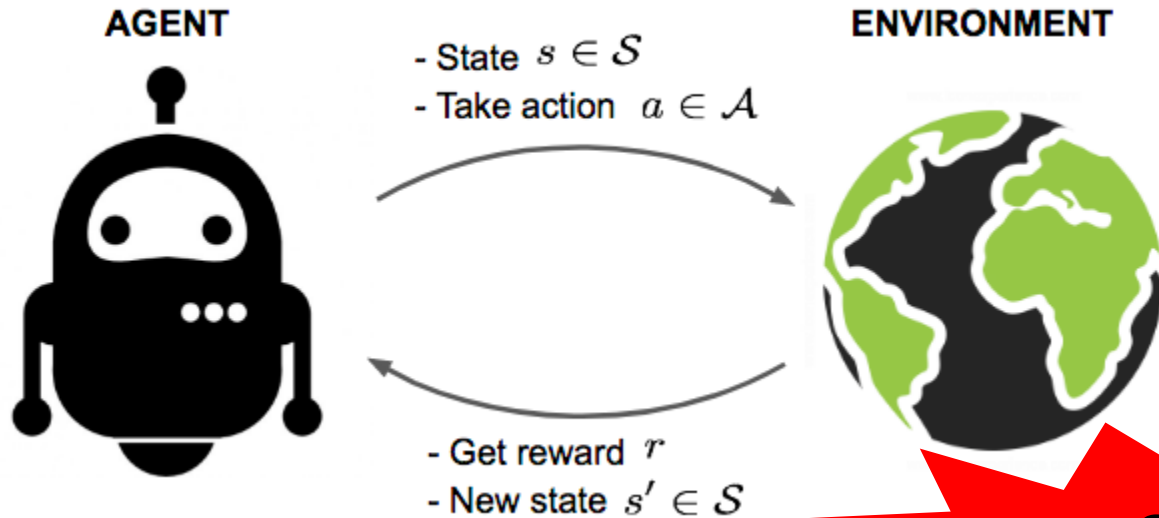 AGENT
ENVIRONMENT
- State s ∈ 𝒮
- Take action a ∈ 𝒜
- Get reward r
- New state s′ ∈ 𝒮